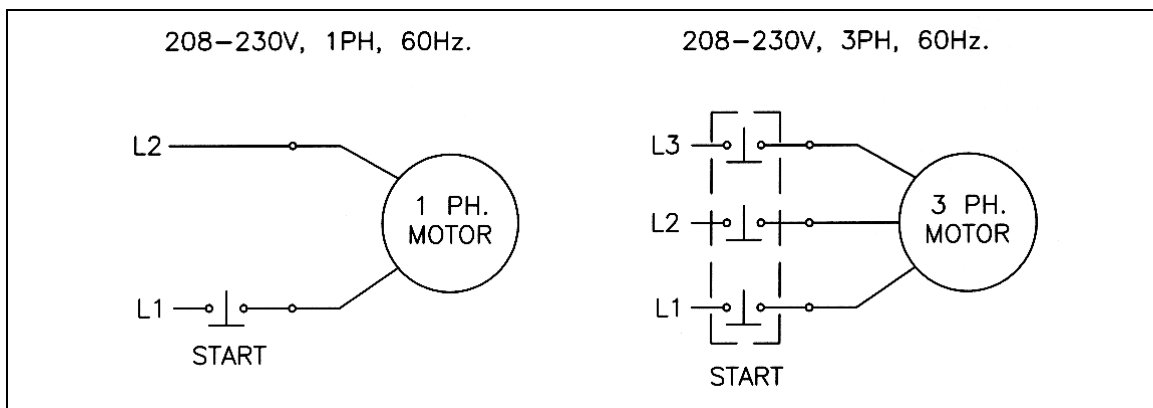 208-230V, 1PH, 60Hz.
L2
1 PH.
MOTOR
L1
START
208-230V, 3PH, 60Hz.
L3
L2
3 PH.
MOTOR
L1
START